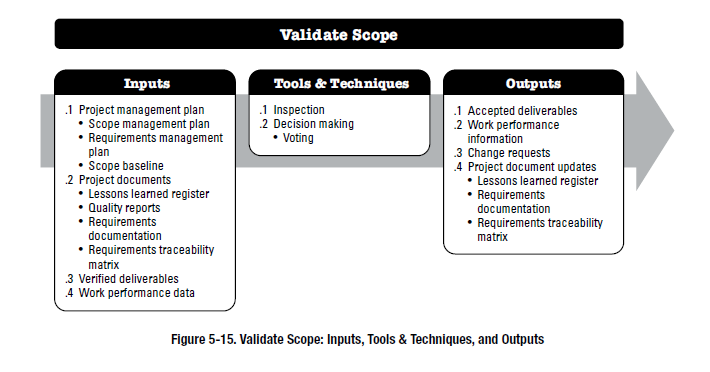 Validate Scope
Inputs
.1 Project management plan
• Scope management plan
• Requirements management
plan
• Scope baseline
.2 Project documents
• Lessons learned register
• Quality reports
• Requirements
documentation
• Requirements traceability
matrix
.3 Verified deliverables
.4 Work performance data
Tools & Techniques
.1 Inspection
.2 Decision making
• Voting
Outputs
.1 Accepted deliverables
.2 Work performance
information
.3 Change requests
.4 Project document updates
• Lessons learned register
• Requirements
documentation
• Requirements traceability
matrix
Figure 5-15. Validate Scope: Inputs, Tools & Techniques, and Outputs